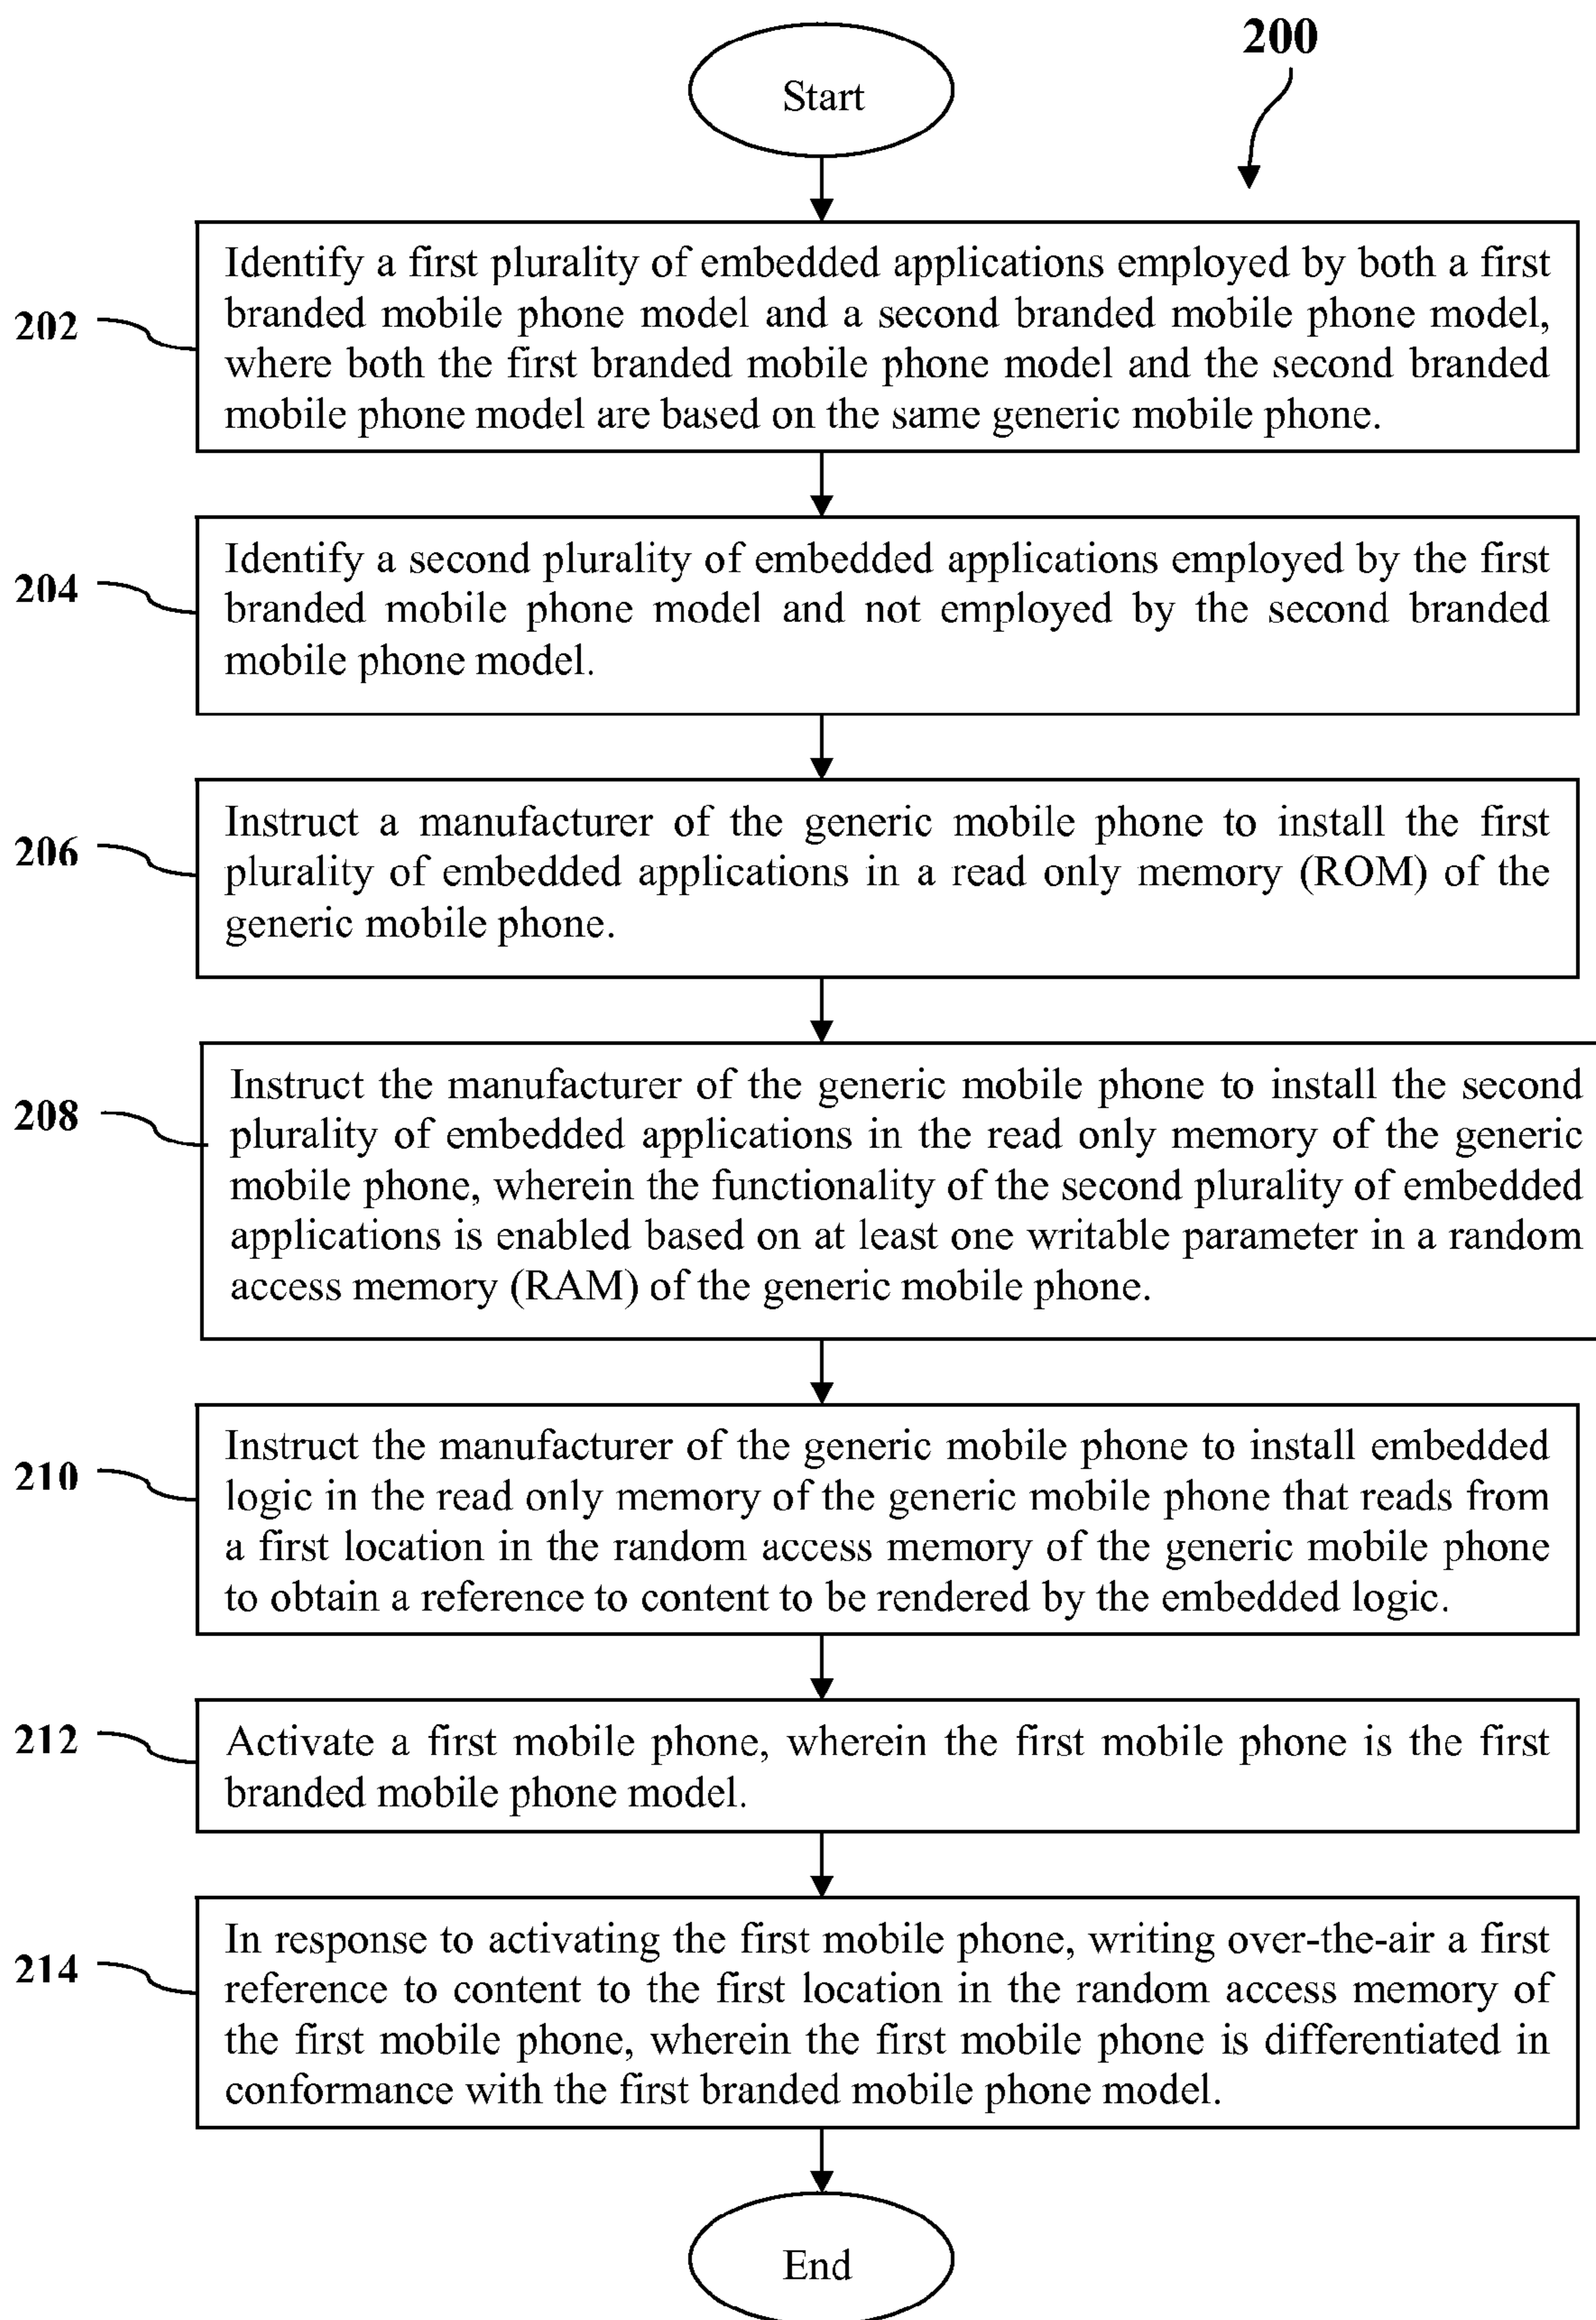 200
Start
202
Identify a first plurality of embedded applications employed by both a first
branded mobile phone model and a second branded mobile phone model,
where both the first branded mobile phone model and the second branded
mobile phone model are based on the same generic mobile phone.
204
Identify a second plurality of embedded applications employed by the first
branded mobile phone model and not employed by the second branded
mobile phone model.
206
Instruct a manufacturer of the generic mobile phone to install the first
plurality of embedded applications in a read only memory (ROM) of the
generic mobile phone.
208
Instruct the manufacturer of the generic mobile phone to install the second
plurality of embedded applications in the read only memory of the generic
mobile phone, wherein the functionality of the second plurality of embedded
applications is enabled based on at least one writable parameter in a random
access memory (RAM) of the generic mobile phone.
210
Instruct the manufacturer of the generic mobile phone to install embedded
logic in the read only memory of the generic mobile phone that reads from
a first location in the random access memory of the generic mobile phone
to obtain a reference to content to be rendered by the embedded logic.
212
Activate a first mobile phone, wherein the first mobile phone is the first
branded mobile phone model.
214
In response to activating the first mobile phone, writing over-the-air a first
reference to content to the first location in the random access memory of
the first mobile phone, wherein the first mobile phone is differentiated in
conformance with the first branded mobile phone model.
End